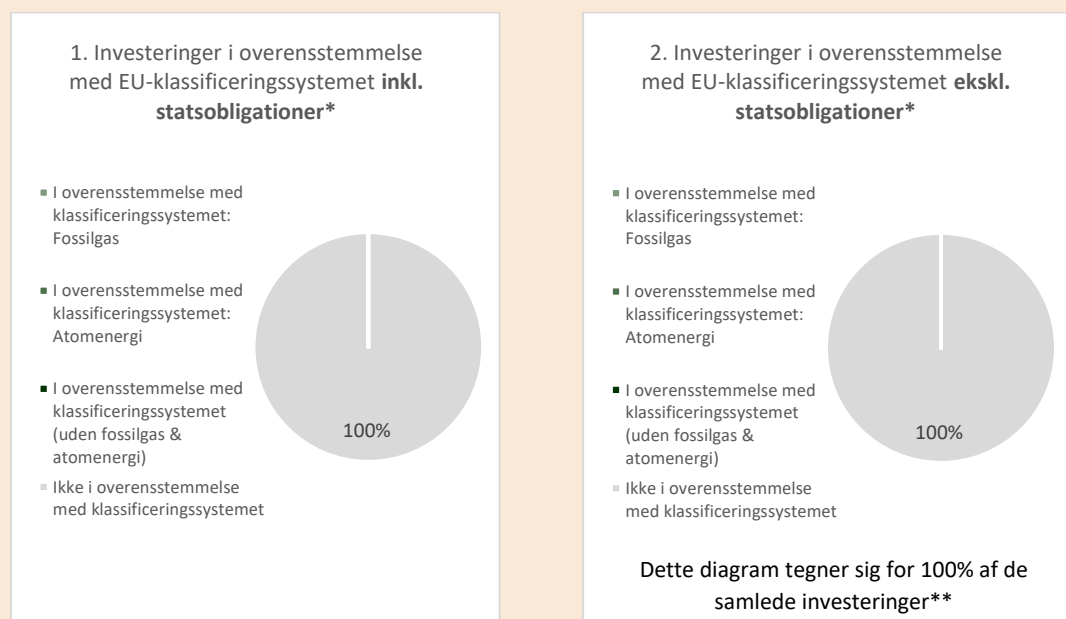 1. Investeringer i overensstemmelse
med EU-klassificeringssystemet inkl.
statsobligationer*
I overensstemmelse med
klassificeringssystemet:
Fossilgas
I overensstemmelse med
klassificeringssystemet:
Atomenergi
I overensstemmelse med
klassificeringssystemet
(uden fossilgas &
atomenergi)
Ikke i overensstemmelse
med klassificeringssystemet
100%
2. Investeringer i overensstemmelse
med EU-klassificeringssystemet ekskl.
statsobligationer*
I overensstemmelse med
klassificeringssystemet:
Fossilgas
I overensstemmelse med
klassificeringssystemet:
Atomenergi
I overensstemmelse med
klassificeringssystemet
(uden fossilgas &
atomenergi)
Ikke i overensstemmelse
med klassificeringssystemet
100%
Dette diagram tegner sig for 100% af de
samlede investeringer**